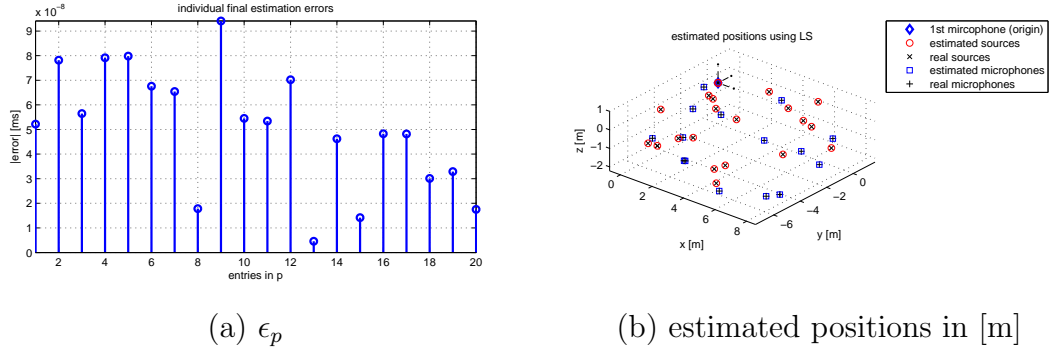 individual final estimation errors
x 10^-8
9
8
7
6
5
4
3
2
1
0
|error| [ms]
2 4 6 8 10 12 14 16 18 20
entries in p
(a) ϵ_p
estimated positions using LS
1st mircophone (origin)
estimated sources
real sources
estimated microphones
real microphones
1
0
−1
−2
z [m]
0
2
4
6
8
x [m]
−6
−4
−2
0
y [m]
(b) estimated positions in [m]